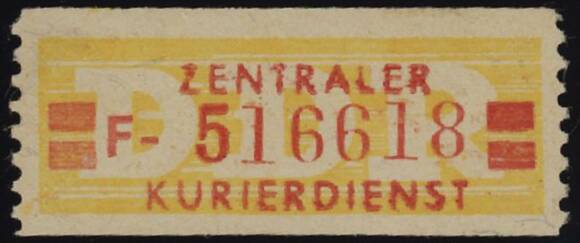 DDR
ZENTRALER
F- 516618
KURIERDIENST